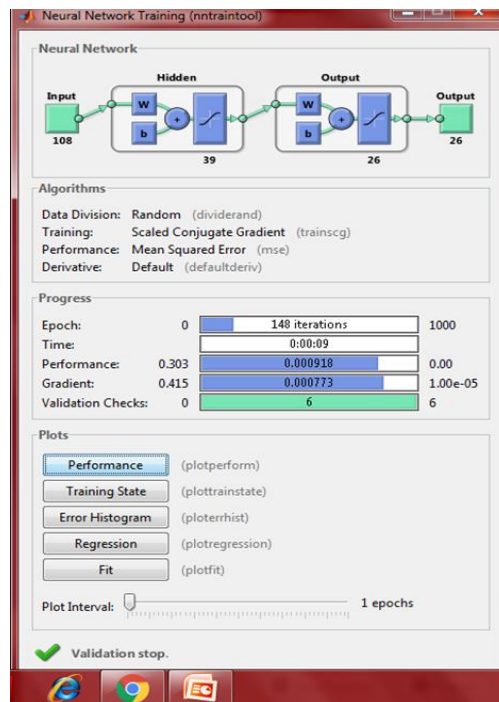 Neural Network Training (nntraintool)
Neural Network
Hidden
Output
Input
Output
W
b
+
W
b
+
108
39
26
26
Algorithms
Data Division: Random (dividerand)
Training: Scaled Conjugate Gradient (trainscg)
Performance: Mean Squared Error (mse)
Derivative: Default (defaultderiv)
Progress
Epoch: 0 148 iterations 1000
Time: 0:00:09
Performance: 0.303 0.000918 0.00
Gradient: 0.415 0.000773 1.00e-05
Validation Checks: 0 6 6
Plots
Performance (plotperform)
Training State (plottrainstate)
Error Histogram (ploterrhist)
Regression (plotregression)
Fit (plotfit)
Plot Interval: 1 epochs
Validation stop.